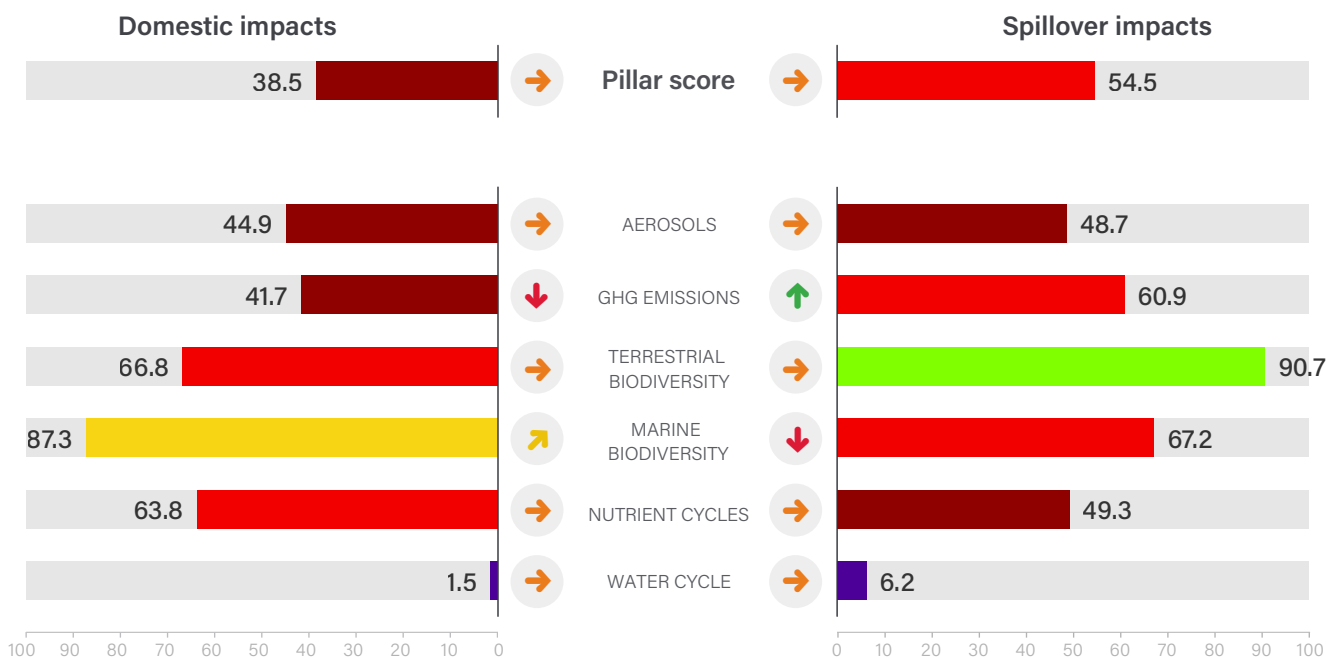 Domestic impacts Spillover impacts
38.5 Pillar score 54.5
44.9 AEROSOLS 48.7
41.7 GHG EMISSIONS 60.9
66.8 TERRESTRIAL 90.7
BIODIVERSITY
87.3 MARINE 67.2
BIODIVERSITY
63.8 NUTRIENT CYCLES 49.3
1.5 WATER CYCLE 6.2
100 90 80 70 60 50 40 30 20 10 0 0 10 20 30 40 50 60 70 80 90 100